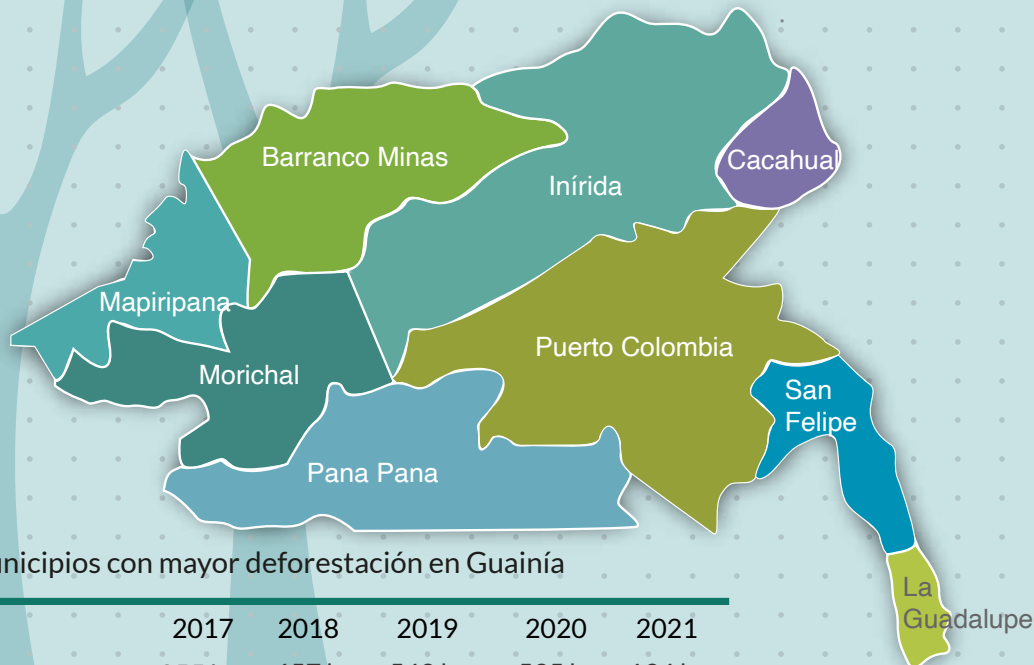 Barranco Minas
Inírida
Cacahual
Mapiripana
Morichal
Puerto Colombia
San
Felipe
Pana Pana
La
Guadalupe
nicipios con mayor deforestación en Guainía
2017 2018 2019 2020 2021